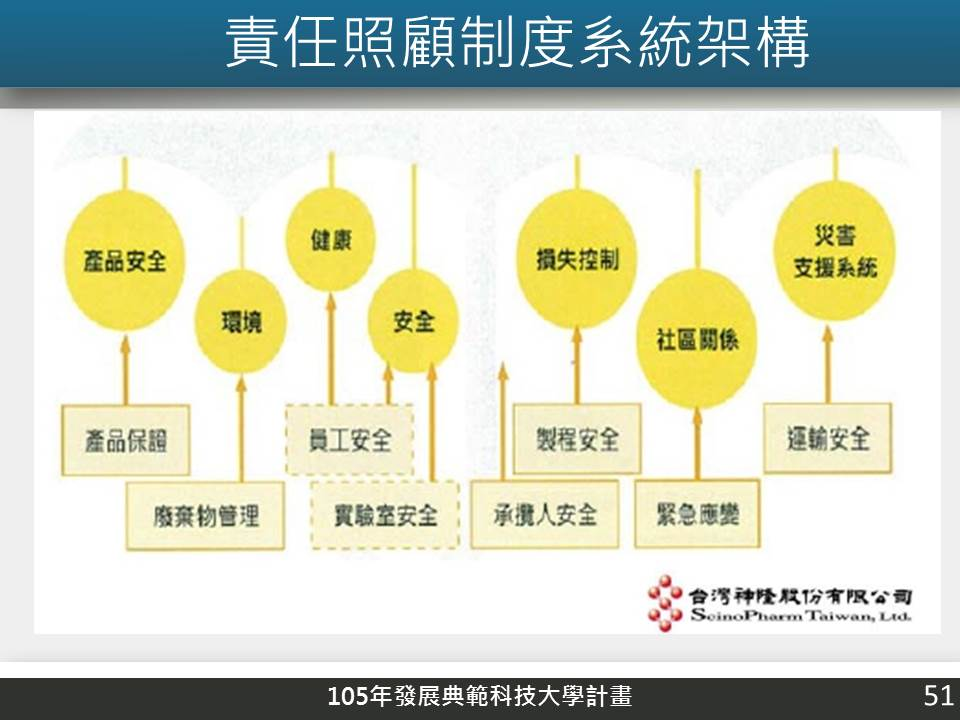 責任照顧制度系統架構
產品安全
環境
健康
安全
損失控制
社區關係
災害
支援系統
產品保證
員工安全
製程安全
運輸安全
廢棄物管理
實驗室安全
承攬人安全
緊急應變
台灣神隆股份有限公司
ScinoPharm Taiwan, Ltd.
105年發展典範科技大學計畫
51